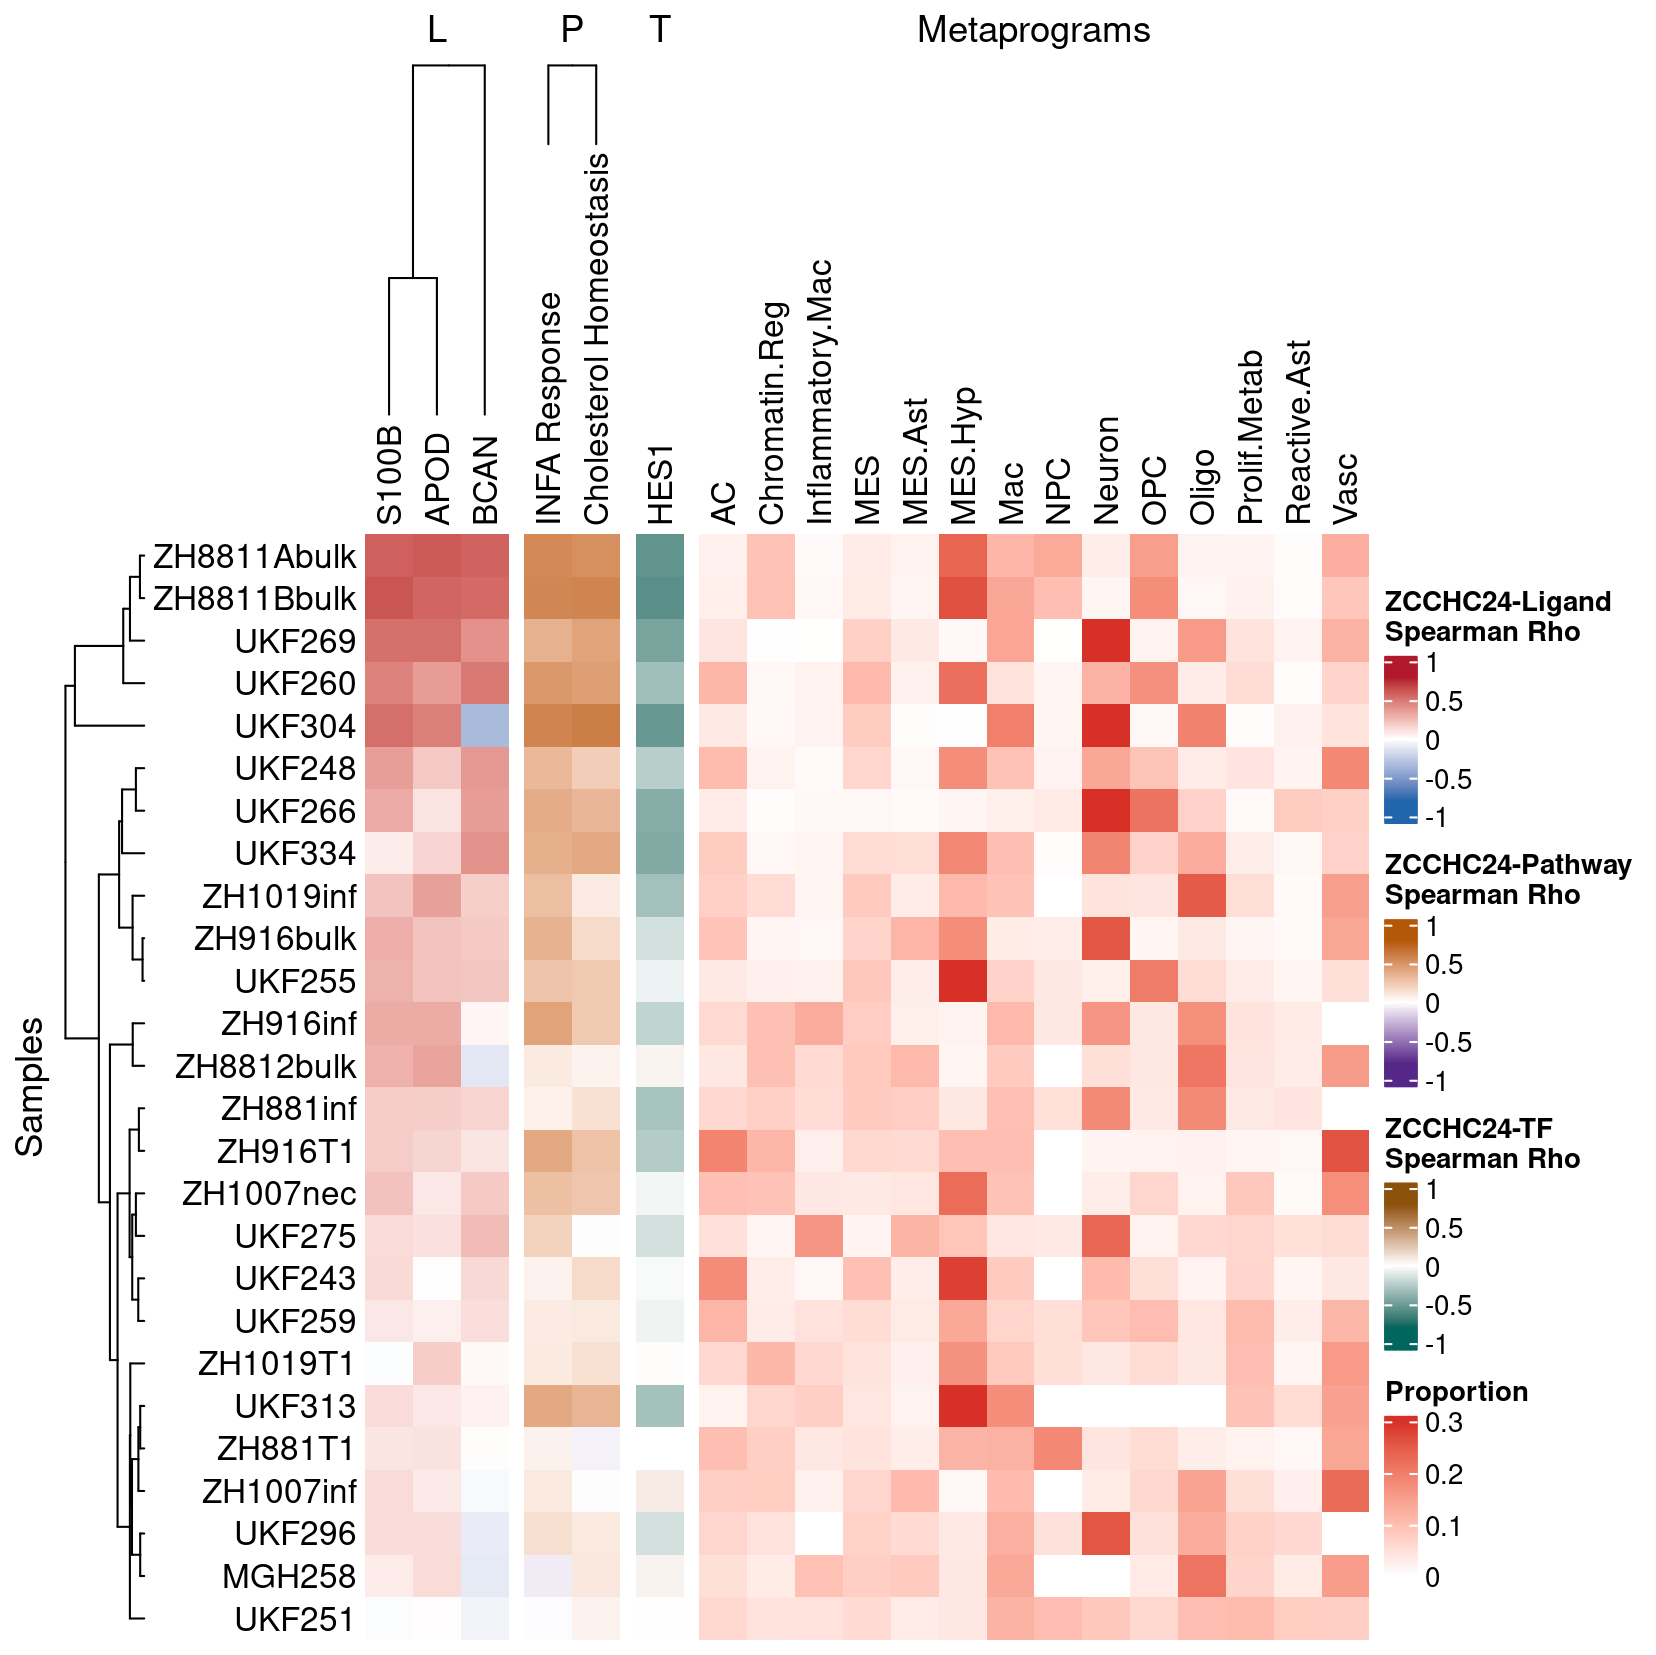 L P T Metaprograms
S100B
APOD
BCAN
INFA Response
Cholesterol Homeostasis
HES1
AC
Chromatin.Reg
Inflammatory.Mac
MES
MES.Ast
MES.Hyp
Mac
NPC
Neuron
OPC
Oligo
Prolif.Metab
Reactive.Ast
Vasc
Samples
ZH8811Abulk
ZH8811Bbulk
UKF269
UKF260
UKF304
UKF248
UKF266
UKF334
ZH1019inf
ZH916bulk
UKF255
ZH916inf
ZH8812bulk
ZH881inf
ZH916T1
ZH1007nec
UKF275
UKF243
UKF259
ZH1019T1
UKF313
ZH881T1
ZH1007inf
UKF296
MGH258
UKF251
ZCCHC24-Ligand
Spearman Rho
1
0.5
0
-0.5
-1
ZCCHC24-Pathway
Spearman Rho
1
0.5
0
-0.5
-1
ZCCHC24-TF
Spearman Rho
1
0.5
0
-0.5
-1
Proportion
0.3
0.2
0.1
0